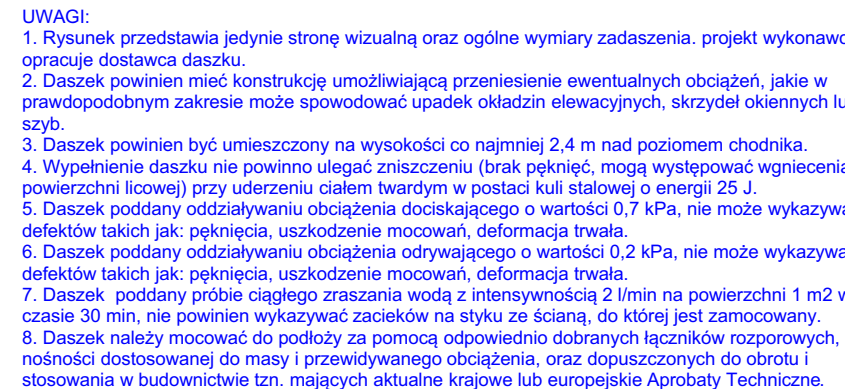 UWAGI:
1. Rysunek przedstawia jedynie stronę wizualną oraz ogólne wymiary zadaszenia. projekt wykonawc
opracuje dostawca daszku.
2. Daszek powinien mieć konstrukcję umożliwiającą przeniesienie ewentualnych obciążeń, jakie w
prawdopodobnym zakresie może spowodować upadek okładzin elewacyjnych, skrzydeł okiennych lu
szyb.
3. Daszek powinien być umieszczony na wysokości co najmniej 2,4 m nad poziomem chodnika.
4. Wypełnienie daszku nie powinno ulegać zniszczeniu (brak pęknięć, mogą występować wgniecenia
powierzchni licowej) przy uderzeniu ciałem twardym w postaci kuli stalowej o energii 25 J.
5. Daszek poddany oddziaływaniu obciążenia dociskającego o wartości 0,7 kPa, nie może wykazywa
defektów takich jak: pęknięcia, uszkodzenie mocowań, deformacja trwała.
6. Daszek poddany oddziaływaniu obciążenia odrywającego o wartości 0,2 kPa, nie może wykazywa
defektów takich jak: pęknięcia, uszkodzenie mocowań, deformacja trwała.
7. Daszek  poddany próbie ciągłego zraszania wodą z intensywnością 2 l/min na powierzchni 1 m2 w
czasie 30 min, nie powinien wykazywać zacieków na styku ze ścianą, do której jest zamocowany.
8. Daszek należy mocować do podłoży za pomocą odpowiednio dobranych łączników rozporowych,
nośności dostosowanej do masy i przewidywanego obciążenia, oraz dopuszczonych do obrotu i
stosowania w budownictwie tzn. mających aktualne krajowe lub europejskie Aprobaty Techniczne.